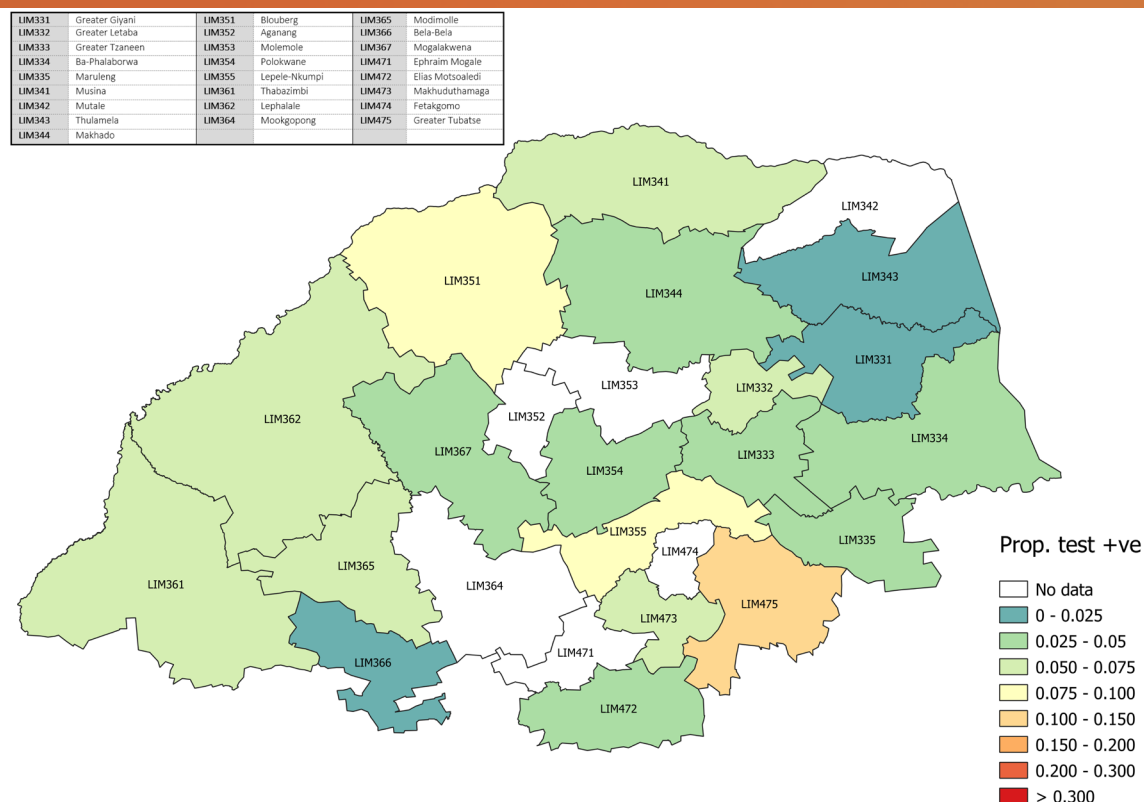 LIM331 Greater Giyani LIM351 Blouberg LIM365 Modimolle
LIM332 Greater Letaba LIM352 Aganang LIM366 Bela-Bela
LIM333 Greater Tzaneen LIM353 Molemole LIM367 Mogalakwena
LIM334 Ba-Phalaborwa LIM354 Polokwane LIM471 Ephraim Mogale
LIM335 Maruleng LIM355 Lepele-Nkumpi LIM472 Elias Motsoaledi
LIM341 Musina LIM361 Thabazimbi LIM473 Makhuduthamaga
LIM342 Mutale LIM362 Lephalale LIM474 Fetakgomo
LIM343 Thulamela LIM364 Mookgopong LIM475 Greater Tubatse
LIM344 Makhado
LIM341
LIM342
LIM343
LIM351
LIM344
LIM331
LIM353
LIM332
LIM352
LIM362
LIM334
LIM367
LIM333
LIM354
LIM355
LIM335
LIM474
LIM365
LIM361
LIM364
LIM475
LIM473
LIM471
LIM366
LIM472
Prop. test +ve
No data
0 - 0.025
0.025 - 0.05
0.050 - 0.075
0.075 - 0.100
0.100 - 0.150
0.150 - 0.200
0.200 - 0.300
> 0.300